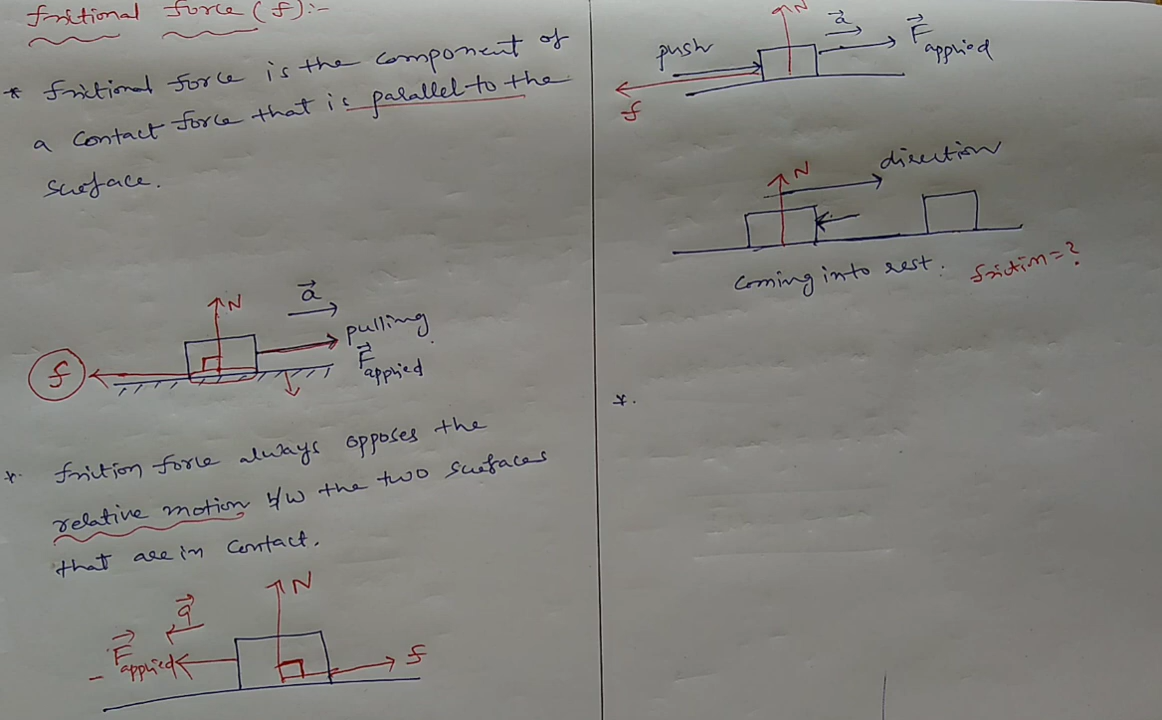 frictional force (f):-
* frictional force is the component of
a contact force that is parallel to the
surface.
N
a
pulling
F applied
f
* friction force always opposes the
relative motion b/w the two surfaces
that are in contact.
N
a
- F applied
f
N
a
F applied
push
f
N
direction
coming into rest. friction=?
*.